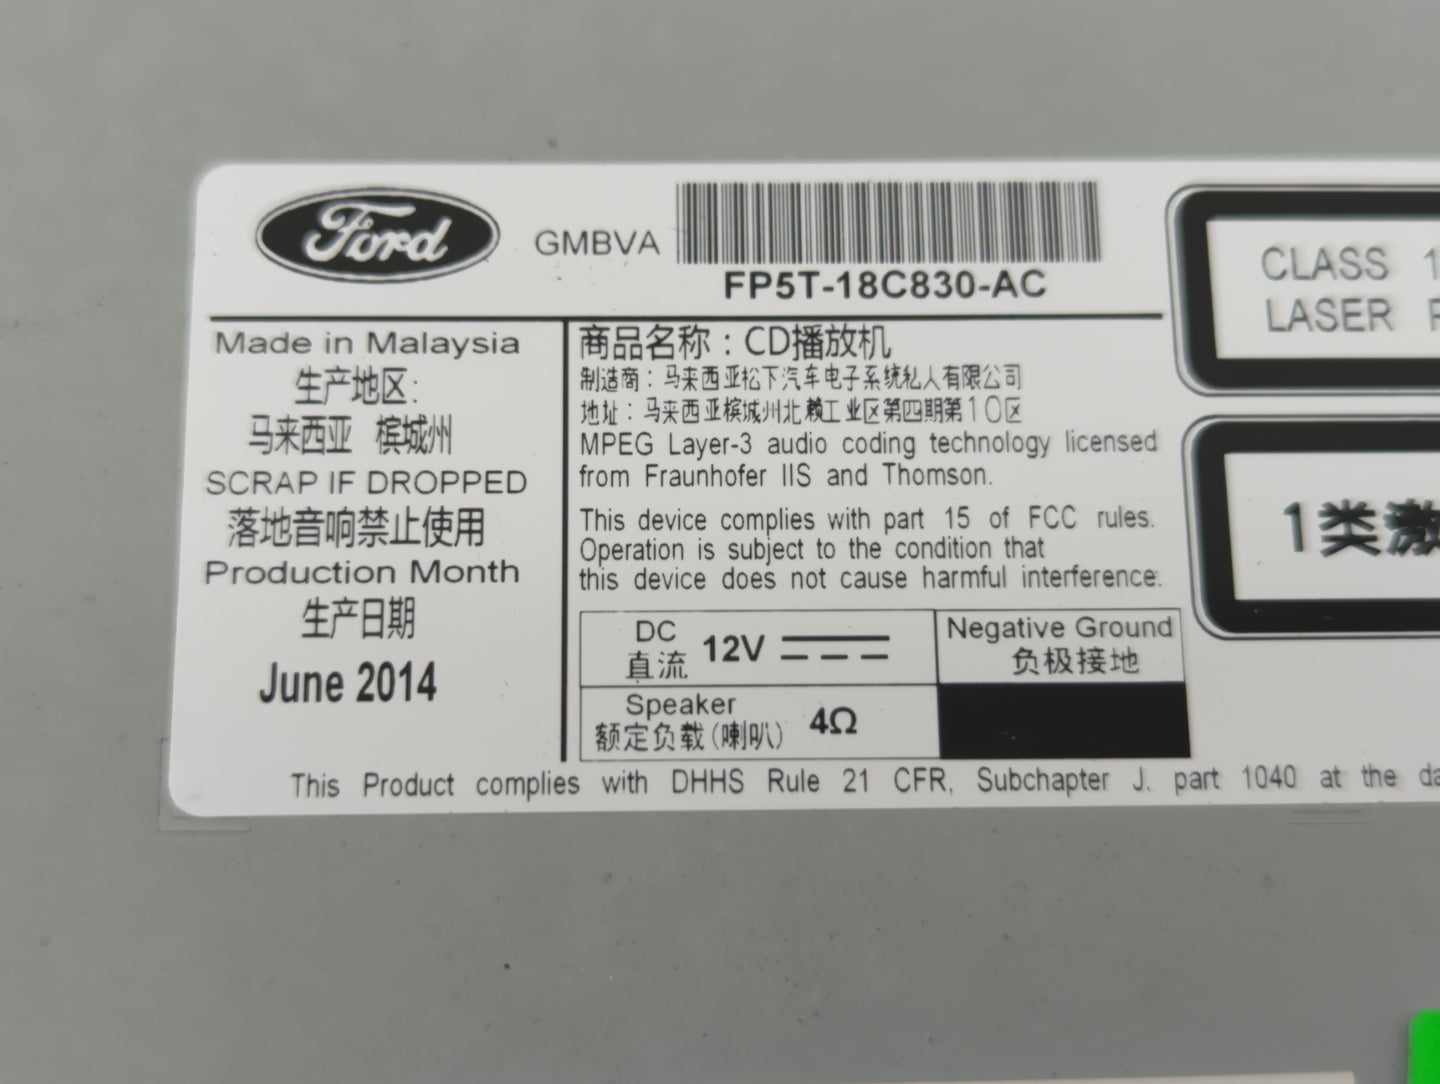 Ford
GMBVA
FP5T-18C830-AC
Made in Malaysia
生产地区:
马来西亚 槟城州
SCRAP IF DROPPED
落地音响禁止使用
Production Month
生产日期
June 2014
商品名称：CD播放机
制造商：马来西亚松下汽车电子系统私人有限公司
地址：马来西亚槟城州北赖工业区第四期第10区
MPEG Layer-3 audio coding technology licensed
from Fraunhofer IIS and Thomson.
This device complies with part 15 of FCC rules.
Operation is subject to the condition that
this device does not cause harmful interference.
DC
直流
12V
Negative Ground
负极接地
Speaker
额定负载(喇叭)
4Ω
This Product complies with DHHS Rule 21 CFR, Subchapter J. part 1040 at the da
CLASS 1
LASER P
1类激